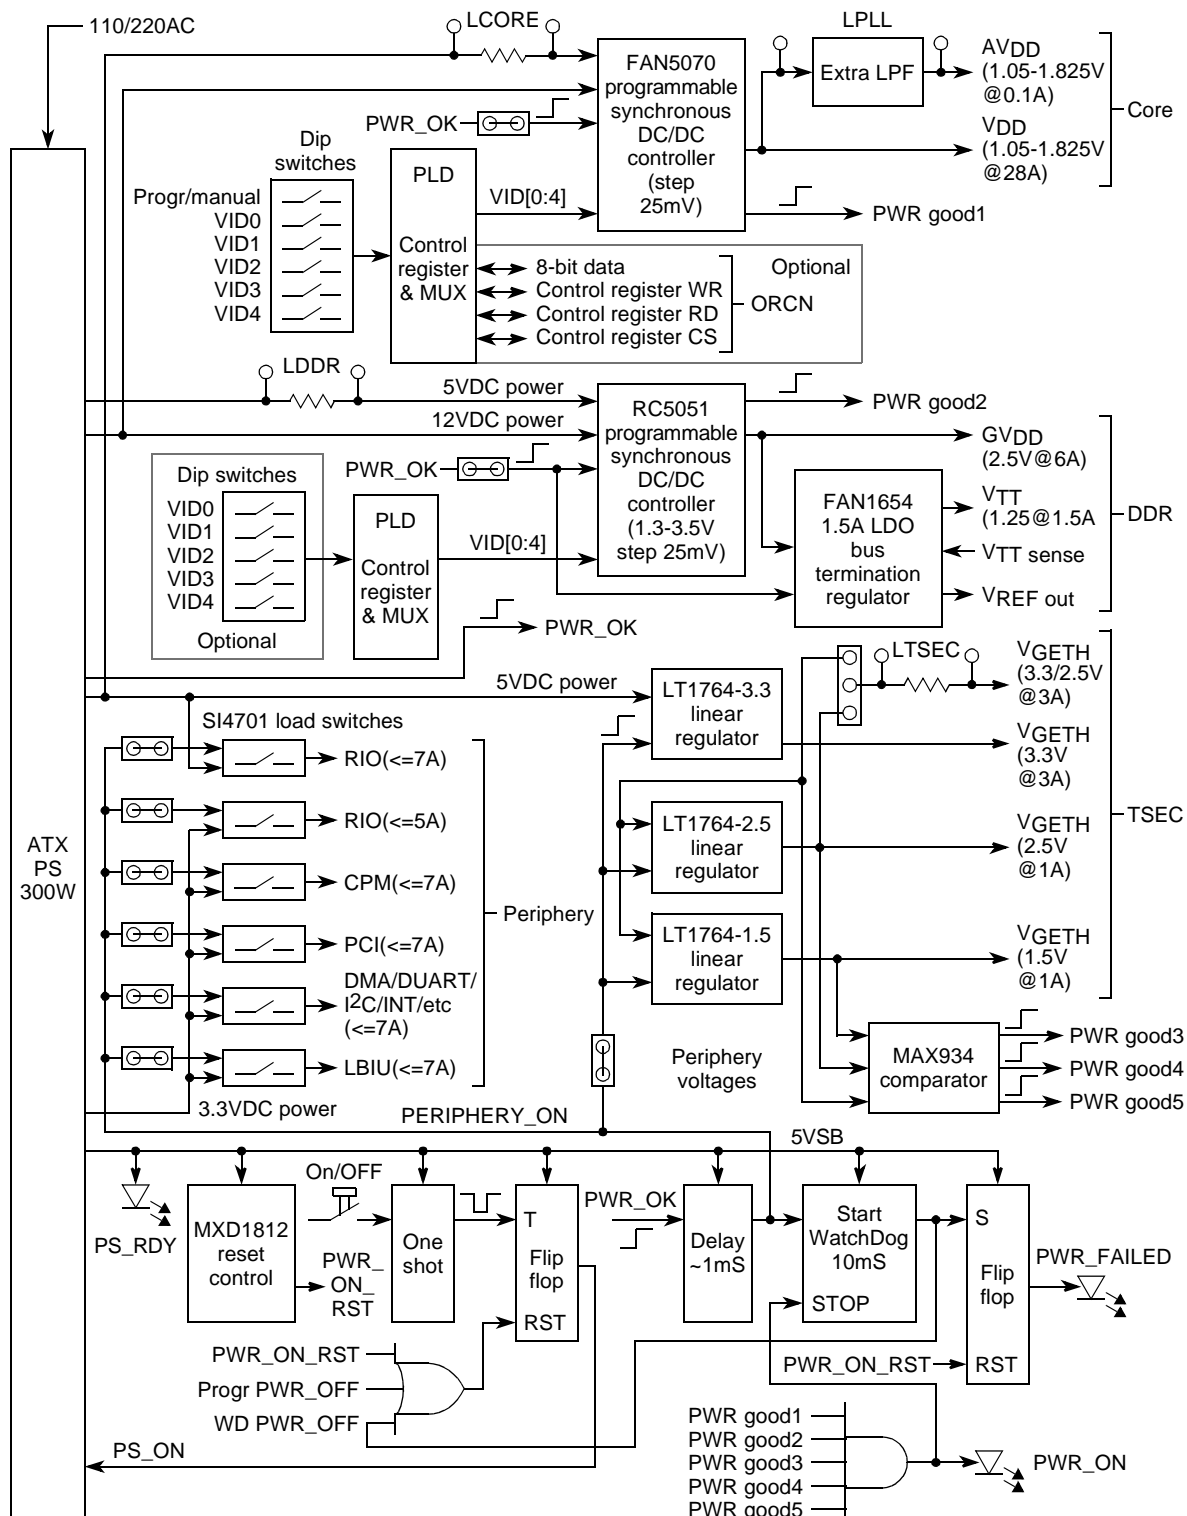 110/220AC
LCORE
LPLL
FAN5070
programmable
synchronous
DC/DC
controller
(step
25mV)
Extra LPF
AVDD
(1.05-1.825V
@0.1A)
VDD
(1.05-1.825V
@28A)
Core
PWR_OK
Dip
switches
Progr/manual
VID0
VID1
VID2
VID3
VID4
PLD
Control
register
& MUX
VID[0:4]
PWR good1
8-bit data
Control register WR
Control register RD
Control register CS
Optional
ORCN
LDDR
5VDC power
12VDC power
PWR_OK
RC5051
programmable
synchronous
DC/DC
controller
(1.3-3.5V
step 25mV)
PWR good2
GVDD
(2.5V@6A)
FAN1654
1.5A LDO
bus
termination
regulator
VTT
(1.25@1.5A
VTT sense
VREF out
DDR
Dip switches
VID0
VID1
VID2
VID3
VID4
Optional
PLD
Control
register
& MUX
VID[0:4]
PWR_OK
5VDC power
LT1764-3.3
linear
regulator
LTSEC
VGETH
(3.3/2.5V
@3A)
VGETH
(3.3V
@3A)
LT1764-2.5
linear
regulator
VGETH
(2.5V
@1A)
LT1764-1.5
linear
regulator
VGETH
(1.5V
@1A)
TSEC
SI4701 load switches
RIO(<=7A)
RIO(<=5A)
CPM(<=7A)
PCI(<=7A)
DMA/DUART/
I2C/INT/etc
(<=7A)
LBIU(<=7A)
Periphery
3.3VDC power
ATX
PS
300W
Periphery
voltages
MAX934
comparator
PWR good3
PWR good4
PWR good5
PERIPHERY_ON
5VSB
PS_RDY
MXD1812
reset
control
On/OFF
PWR_
ON_
RST
One
shot
T
Flip
flop
RST
PWR_OK
Delay
~1mS
Start
WatchDog
10mS
STOP
S
Flip
flop
RST
PWR_FAILED
PWR_ON_RST
PWR_ON_RST
Progr PWR_OFF
WD PWR_OFF
PS_ON
PWR good1
PWR good2
PWR good3
PWR good4
PWR good5
PWR_ON